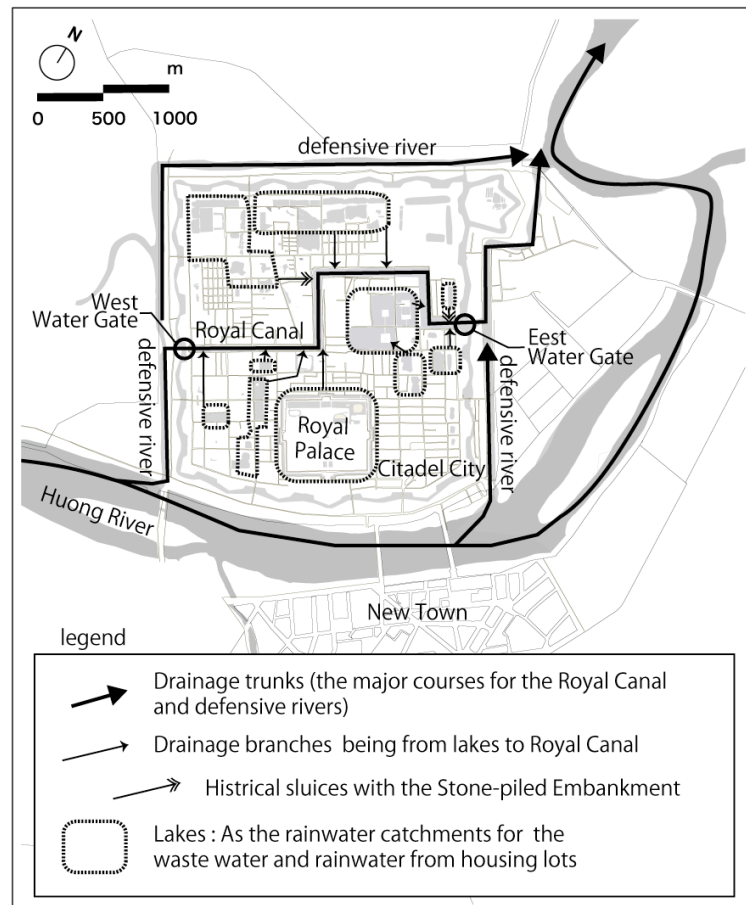 N
m
0 500 1000
defensive river
West
Water Gate
Royal Canal
Eest
Water Gate
defensive river
defensive river
Royal
Palace
Citadel City
Huong River
New Town
legend
Drainage trunks (the major courses for the Royal Canal
and defensive rivers)
Drainage branches being from lakes to Royal Canal
Histrical sluices with the Stone-piled Embankment
Lakes : As the rainwater catchments for the
waste water and rainwater from housing lots